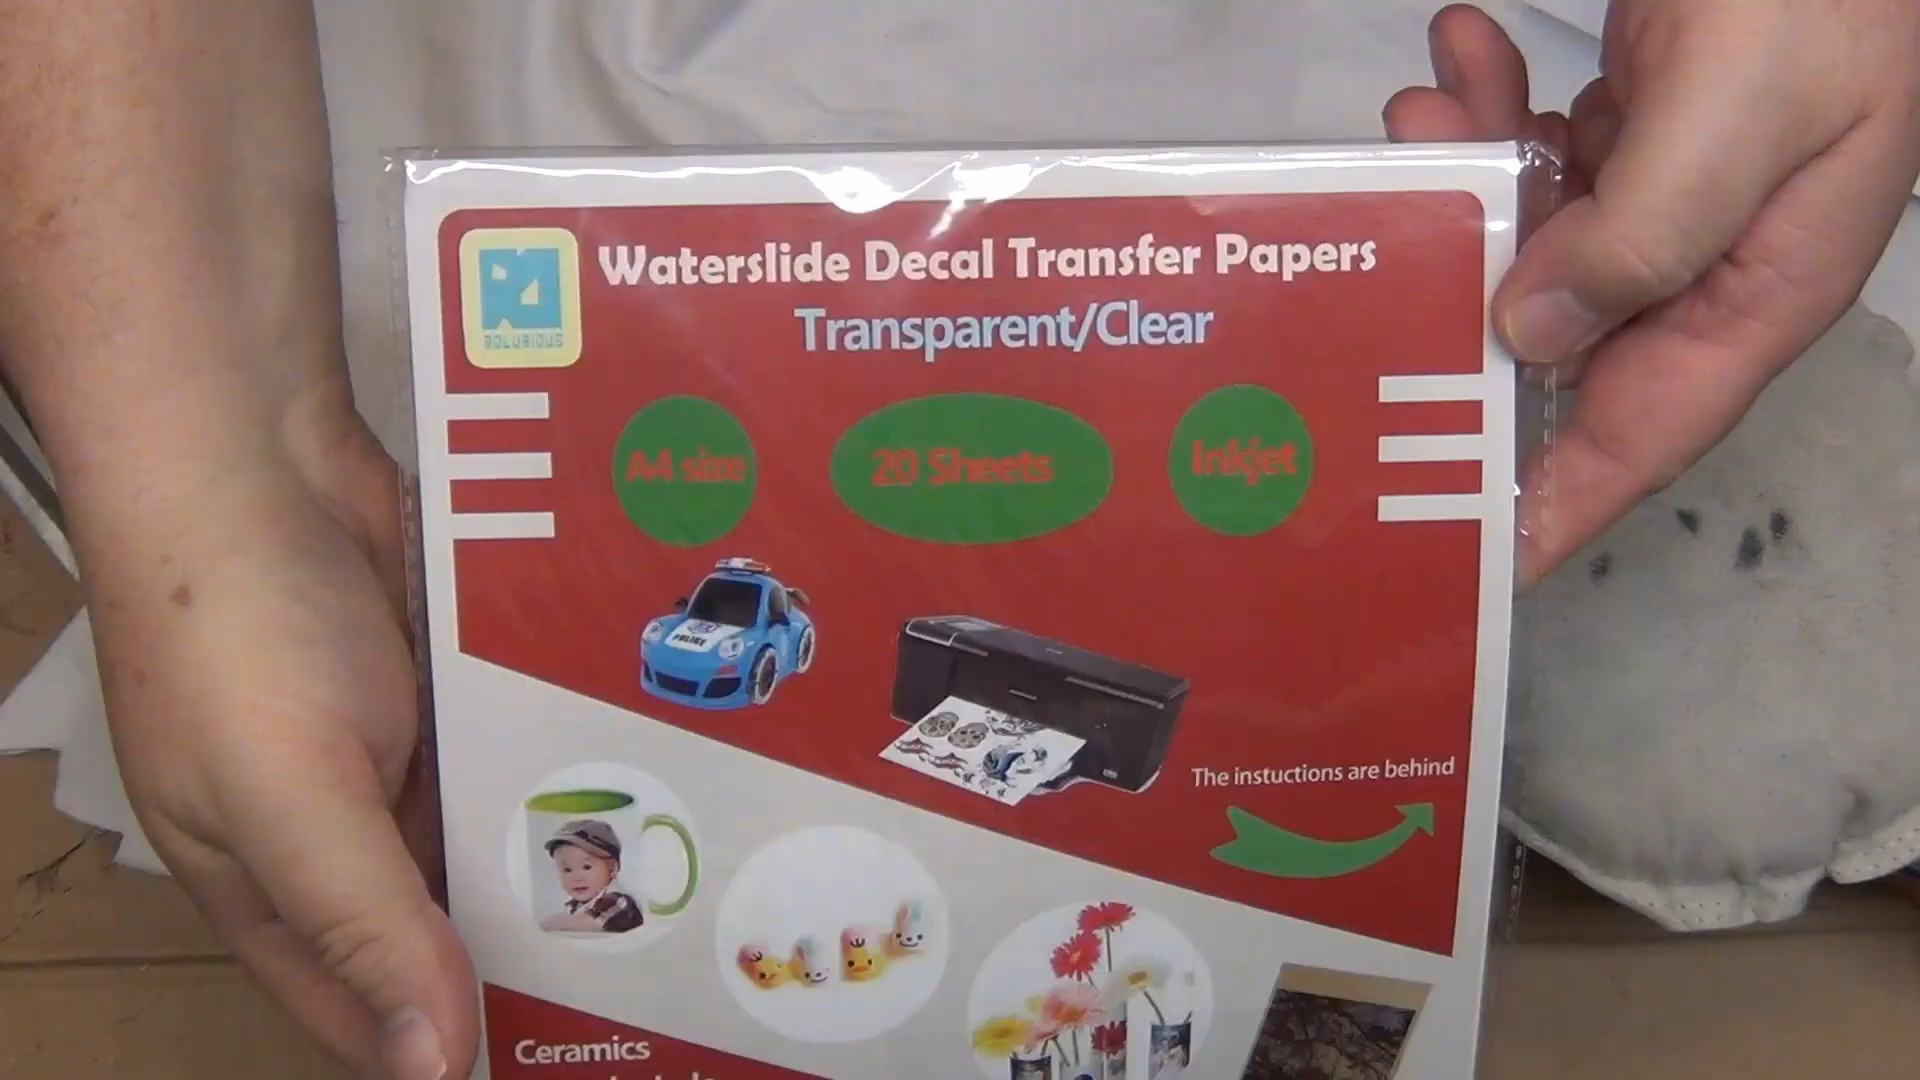 Waterslide Decal Transfer Papers
Transparent/Clear
A4 size
20 Sheets
Inkjet
POLICE
The instuctions are behind
Ceramics